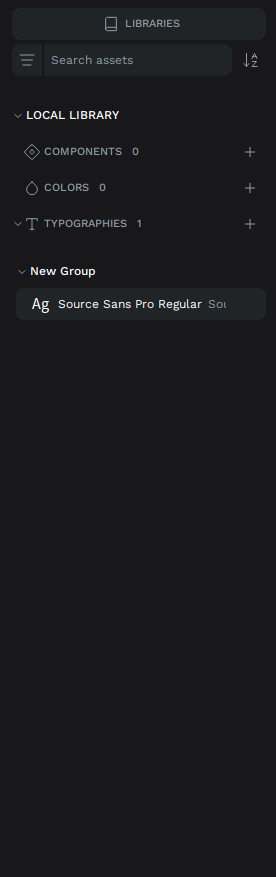 LIBRARIES
Search assets
LOCAL LIBRARY
COMPONENTS 0
COLORS 0
TYPOGRAPHIES 1
New Group
Ag Source Sans Pro Regular Sou